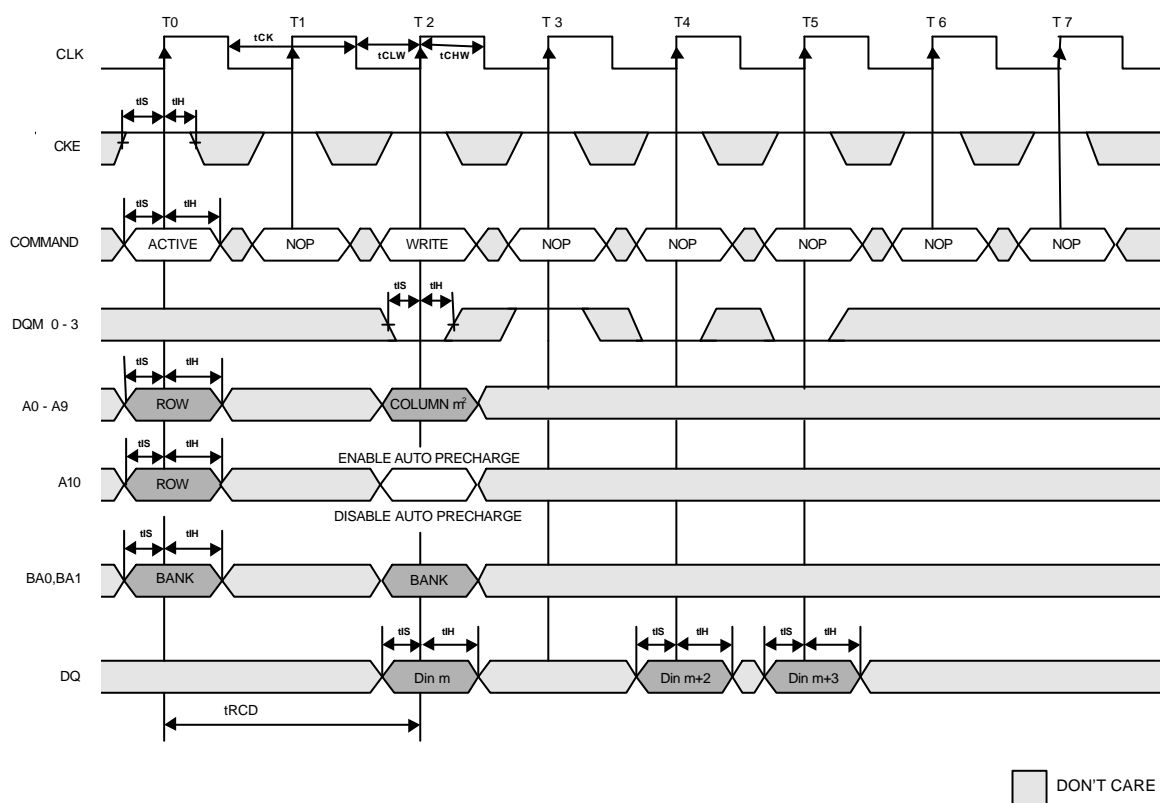 T0 T1 T 2 T 3 T4 T5 T 6 T 7
CLK tCK tCLW tCHW
tIS tIH
CKE
tIS tIH
COMMAND ACTIVE NOP WRITE NOP NOP NOP NOP NOP
tIS tIH
DQM 0 - 3
tIS tIH
A0 - A9 ROW COLUMN m²
tIS tIH
ENABLE AUTO PRECHARGE
A10 ROW
DISABLE AUTO PRECHARGE
tIS tIH
BA0,BA1 BANK BANK
tIS tIH tIS tIH tIS tIH
DQ Din m Din m+2 Din m+3
tRCD
DON'T CARE